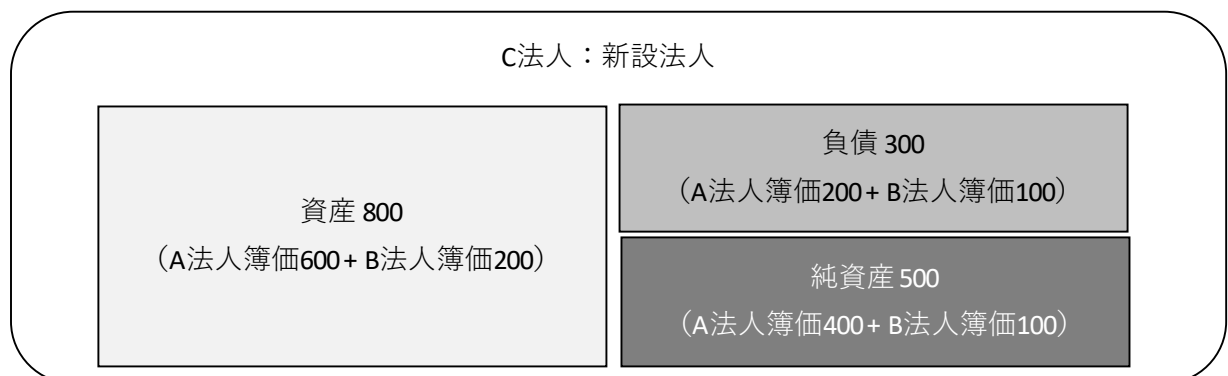 C法人：新設法人
資産 800
（A法人簿価600 + B法人簿価200）
負債 300
（A法人簿価200 + B法人簿価100）
純資産 500
（A法人簿価400 + B法人簿価100）